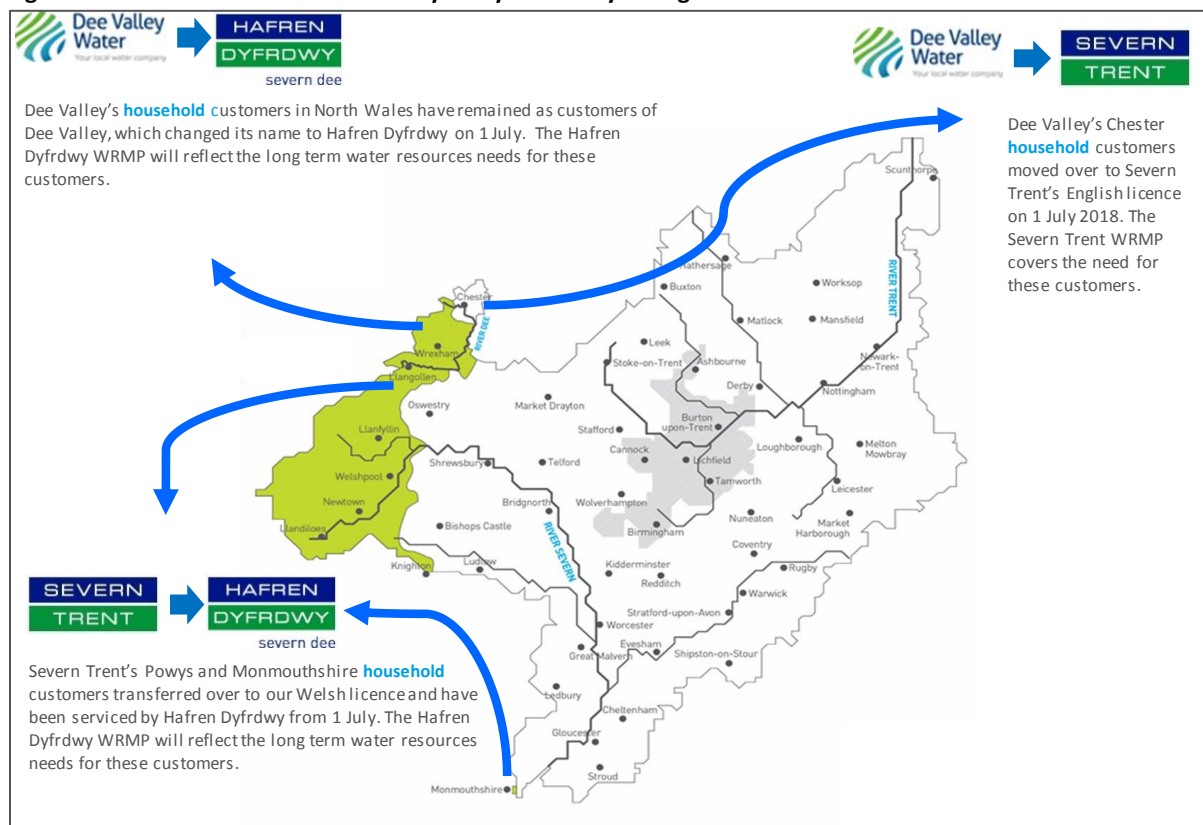 Dee Valley
Water
Your local water company
HAFREN
DYFRDWY
severn dee
Dee Valley's household customers in North Wales have remained as customers of
Dee Valley, which changed its name to Hafren Dyfrdwy on 1 July. The Hafren
Dyfrdwy WRMP will reflect the long term water resources needs for these
customers.
Dee Valley
Water
Your local water company
SEVERN
TRENT
Dee Valley's Chester
household customers
moved over to Severn
Trent's English licence
on 1 July 2018. The
Severn Trent WRMP
covers the need for
these customers.
Scunthorpe
Hathersage
Buxton
Worksop
RIVER TRENT
Chester
RIVER DEE
Matlock
Mansfield
Wrexham
Leek
Stoke-on-Trent
Ashbourne
Newark-
on-Trent
Llangollen
Derby
Nottingham
Oswestry
Market Drayton
Stafford
Burton
upon-Trent
Llanfyllin
Loughborough
Melton
Mowbray
Shrewsbury
Telford
Cannock
Lichfield
Welshpool
Tamworth
Leicester
Newtown
Bridgnorth
Wolverhampton
Llandiloes
Bishops Castle
RIVER SEVERN
Birmingham
Nuneaton
Market
Harborough
Coventry
Knighton
Ludlow
Kidderminster
Redditch
Rugby
Warwick
Stratford-upon-Avon
Worcester
Great Malvern
Evesham
Shipston-on-Stour
Ledbury
Cheltenham
Gloucester
Stroud
Monmouthshire
SEVERN
TRENT
HAFREN
DYFRDWY
severn dee
Severn Trent's Powys and Monmouthshire household
customers transferred over to our Welsh licence and have
been serviced by Hafren Dyfrdwy from 1 July. The Hafren
Dyfrdwy WRMP will reflect the long term water resources
needs for these customers.